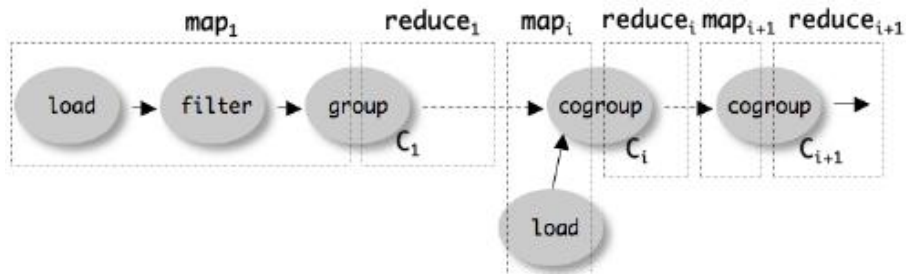 map₁ reduce₁ mapᵢ reduceᵢ mapᵢ₊₁ reduceᵢ₊₁
load filter group cogroup cogroup
C₁ Cᵢ Cᵢ₊₁
load